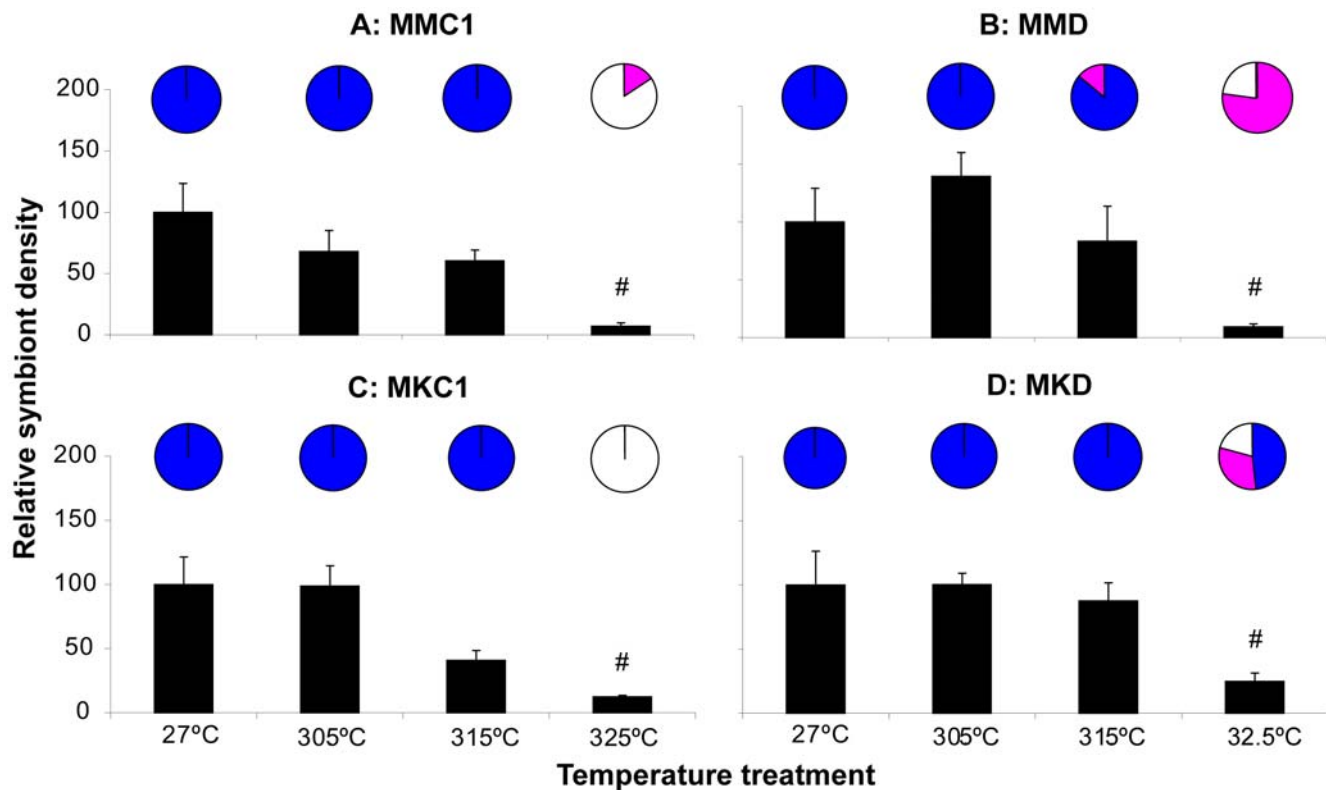 A: MMC1
B: MMD
200
150
100
50
0
#
#
Relative symbiont density
C: MKC1
D: MKD
200
150
100
50
0
#
#
27ºC 305ºC 315ºC 325ºC
27ºC 305ºC 315ºC 32.5ºC
Temperature treatment